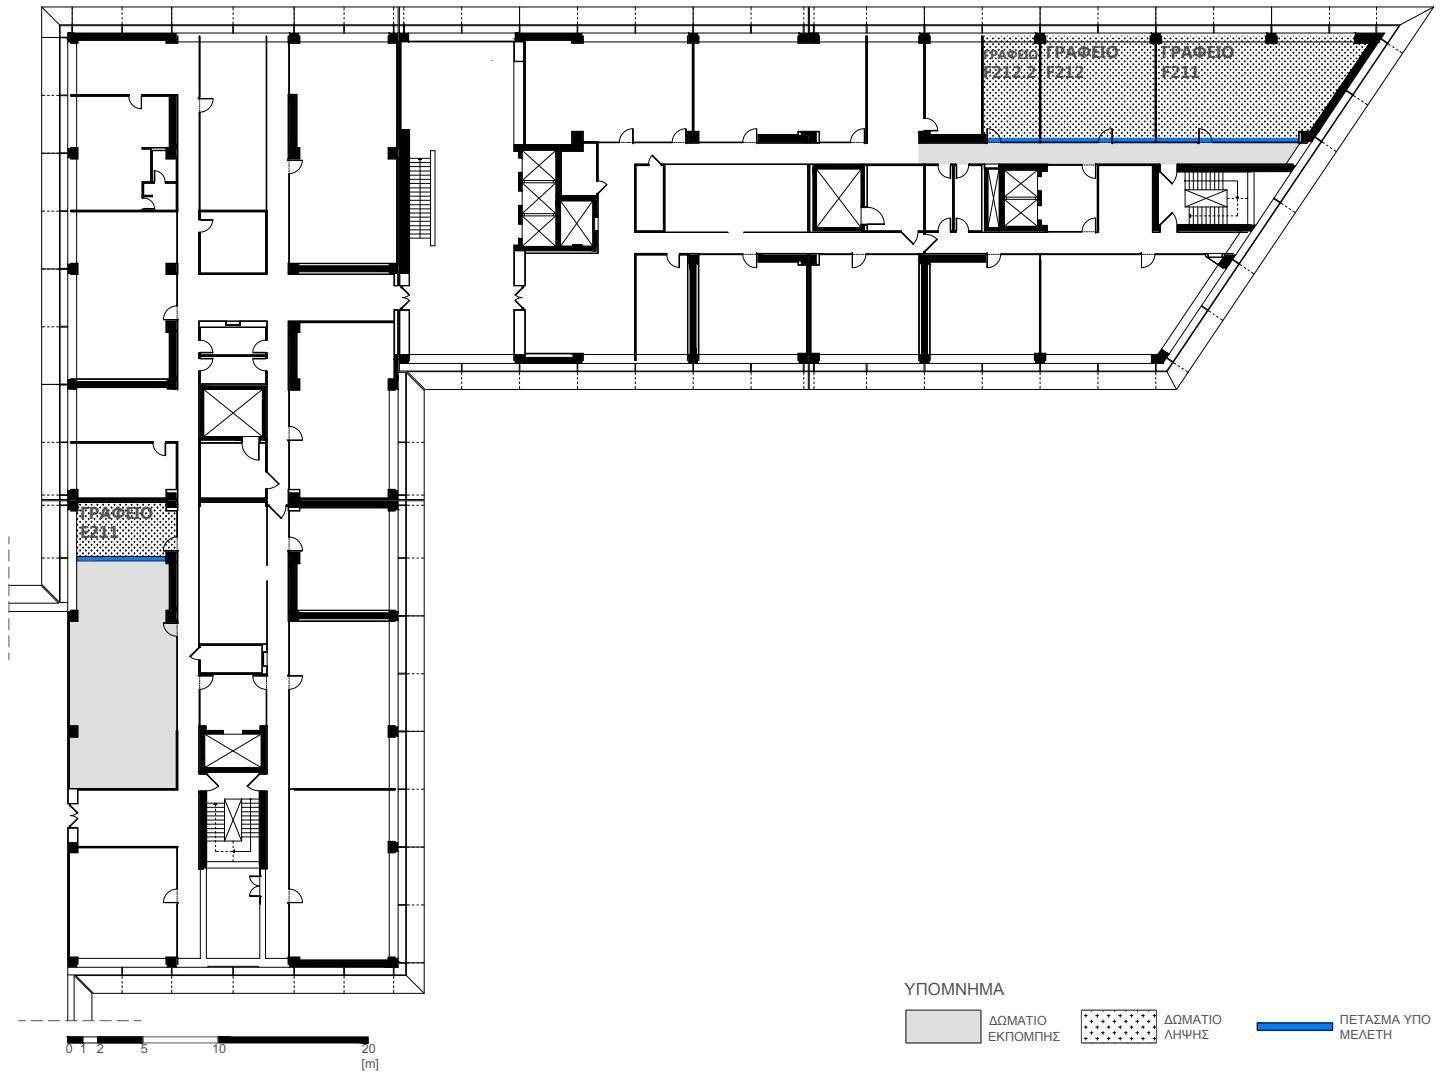 ΓΡΑΦΕΙΟ
F212.2
ΓΡΑΦΕΙΟ
F212
ΓΡΑΦΕΙΟ
F211
ΓΡΑΦΕΙΟ
E211
ΥΠΟΜΝΗΜΑ
ΔΩΜΑΤΙΟ
ΕΚΠΟΜΠΗΣ
ΔΩΜΑΤΙΟ
ΛΗΨΗΣ
ΠΕΤΑΣΜΑ ΥΠΟ
ΜΕΛΕΤΗ
0 1 2 5 10 20
[m]